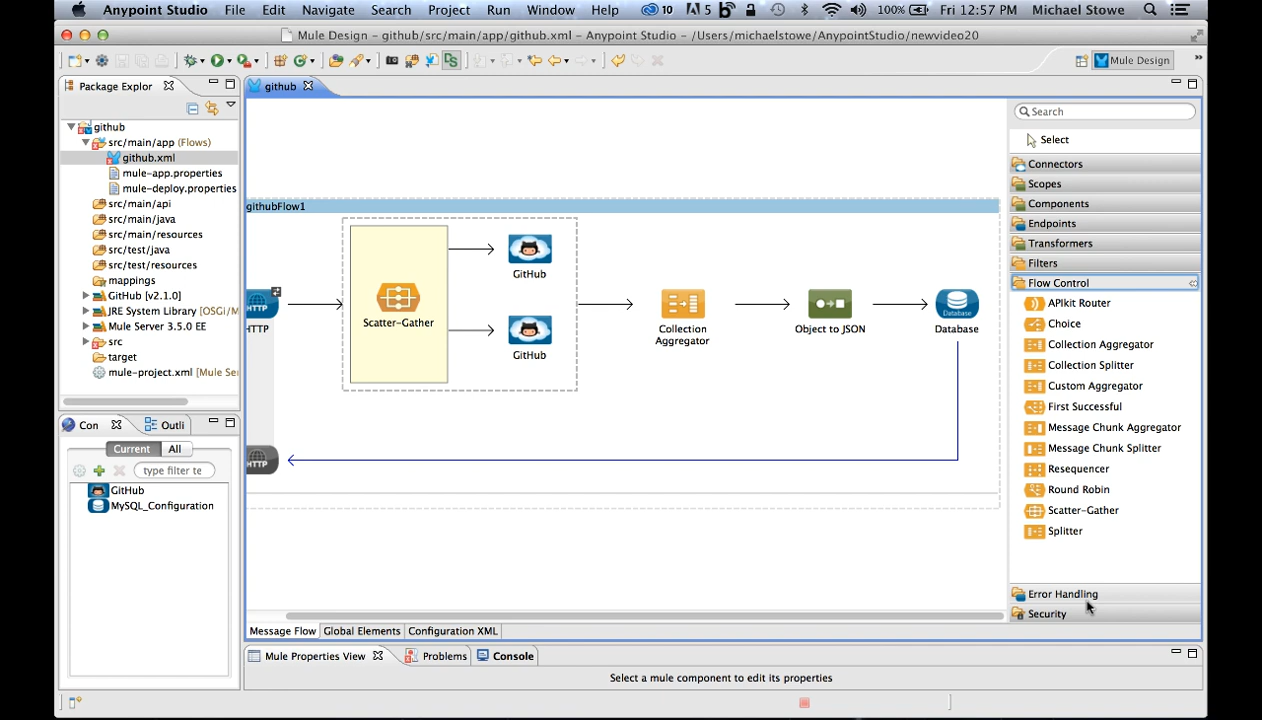 Anypoint Studio File Edit Navigate Search Project Run Window Help 10 5 100% Fri 12:57 PM Michael Stowe
Mule Design - github/src/main/app/github.xml - Anypoint Studio - /Users/michaelstowe/AnypointStudio/newvideo20
Mule Design
Package Explor
github
src/main/app (Flows)
github.xml
mule-app.properties
mule-deploy.properties
src/main/api
src/main/java
src/main/resources
src/test/java
src/test/resources
mappings
GitHub [v2.1.0]
JRE System Library [OSGi/M
Mule Server 3.5.0 EE
src
target
mule-project.xml [Mule Se
Con Outli
Current All
type filter te
GitHub
MySQL_Configuration
github
githubFlow1
HTTP
HTTP
Scatter-Gather
GitHub
GitHub
Collection
Aggregator
Object to JSON
Database
Database
HTTP
Message Flow Global Elements Configuration XML
Search
Select
Connectors
Scopes
Components
Endpoints
Transformers
Filters
Flow Control
APIkit Router
Choice
Collection Aggregator
Collection Splitter
Custom Aggregator
First Successful
Message Chunk Aggregator
Message Chunk Splitter
Resequencer
Round Robin
Scatter-Gather
Splitter
Error Handling
Security
Mule Properties View Problems Console
Select a mule component to edit its properties